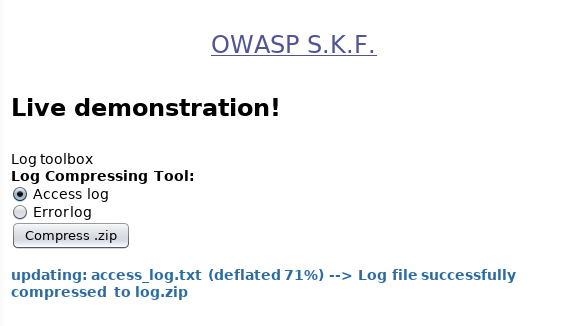 OWASP S.K.F.
Live demonstration!
Log toolbox
Log Compressing Tool:
Access log
Errorlog
Compress .zip
updating: access_log.txt (deflated 71%) --> Log file successfully
compressed to log.zip